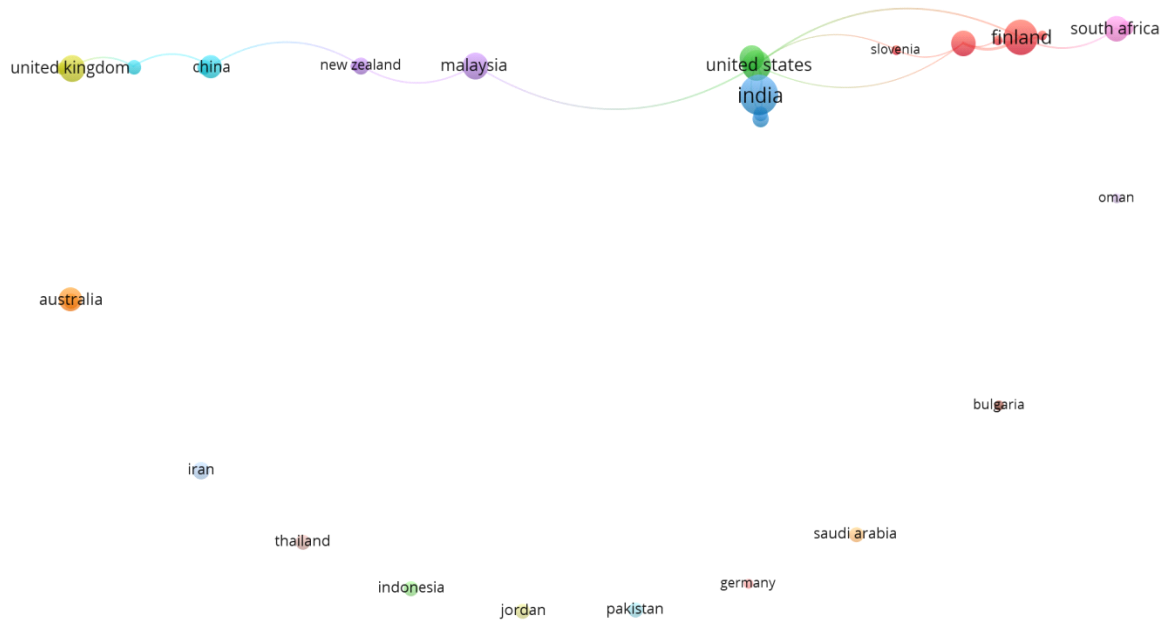 south africa
finland
slovenia
united states
malaysia
new zealand
china
united kingdom
india
oman
australia
bulgaria
iran
saudi arabia
thailand
germany
indonesia
jordan
pakistan